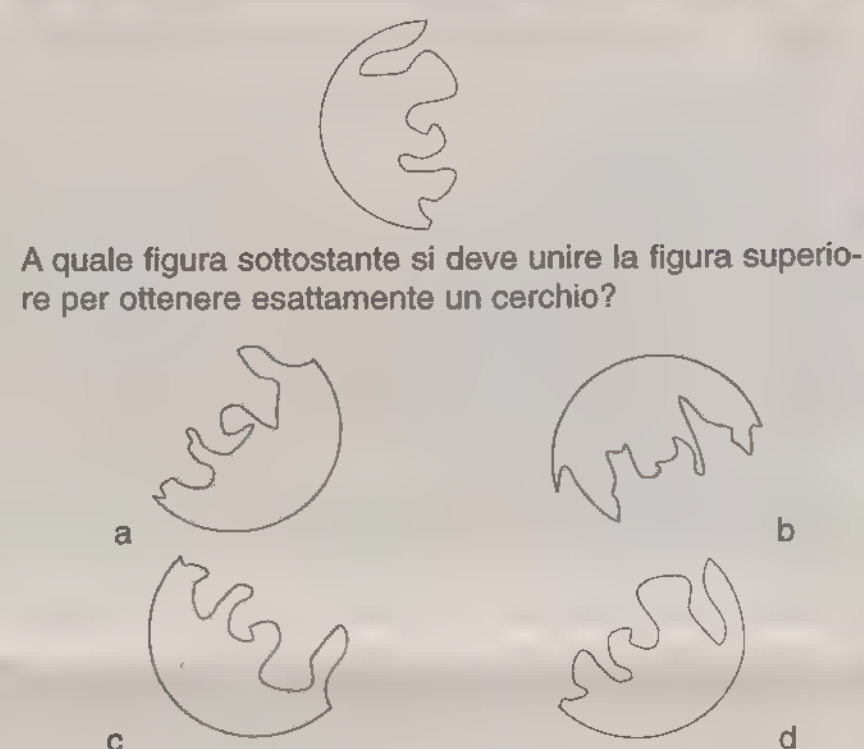 A quale figura sottostante si deve unire la figura superio-
re per ottenere esattamente un cerchio?
a
b
c
d